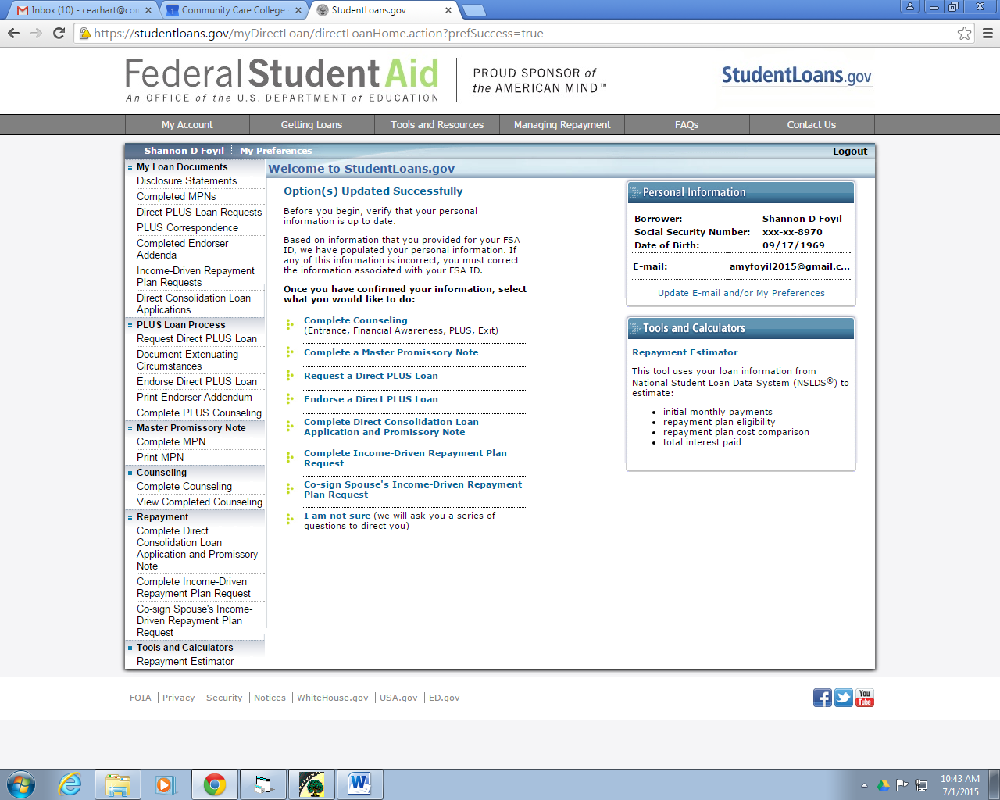 Inbox (10) - cearhart@com
Community Care College
StudentLoans.gov
https://studentloans.gov/myDirectLoan/directLoanHome.action?prefSuccess=true
Federal Student Aid
An OFFICE of the U.S. DEPARTMENT of EDUCATION
PROUD SPONSOR of
the AMERICAN MIND™
StudentLoans.gov
My Account
Getting Loans
Tools and Resources
Managing Repayment
FAQs
Contact Us
Shannon D Foyil
My Preferences
Logout
My Loan Documents
Disclosure Statements
Completed MPNs
Direct PLUS Loan Requests
PLUS Correspondence
Completed Endorser
Addenda
Income-Driven Repayment
Plan Requests
Direct Consolidation Loan
Applications
PLUS Loan Process
Request Direct PLUS Loan
Document Extenuating
Circumstances
Endorse Direct PLUS Loan
Print Endorser Addendum
Complete PLUS Counseling
Master Promissory Note
Complete MPN
Print MPN
Counseling
Complete Counseling
View Completed Counseling
Repayment
Complete Direct
Consolidation Loan
Application and Promissory
Note
Complete Income-Driven
Repayment Plan Request
Co-sign Spouse's Income-
Driven Repayment Plan
Request
Tools and Calculators
Repayment Estimator
Welcome to StudentLoans.gov
Option(s) Updated Successfully
Before you begin, verify that your personal
information is up to date.
Based on information that you provided for your FSA
ID, we have populated your personal information. If
any of this information is incorrect, you must correct
the information associated with your FSA ID.
Once you have confirmed your information, select
what you would like to do:
Complete Counseling
(Entrance, Financial Awareness, PLUS, Exit)
Complete a Master Promissory Note
Request a Direct PLUS Loan
Endorse a Direct PLUS Loan
Complete Direct Consolidation Loan
Application and Promissory Note
Complete Income-Driven Repayment Plan
Request
Co-sign Spouse's Income-Driven Repayment
Plan Request
I am not sure (we will ask you a series of
questions to direct you)
Personal Information
Borrower: Shannon D Foyil
Social Security Number: xxx-xx-8970
Date of Birth: 09/17/1969
E-mail: amyfoyil2015@gmail.c...
Update E-mail and/or My Preferences
Tools and Calculators
Repayment Estimator
This tool uses your loan information from
National Student Loan Data System (NSLDS®) to
estimate:
initial monthly payments
repayment plan eligibility
repayment plan cost comparison
total interest paid
FOIA
Privacy
Security
Notices
WhiteHouse.gov
USA.gov
ED.gov
You
Tube
10:43 AM
7/1/2015